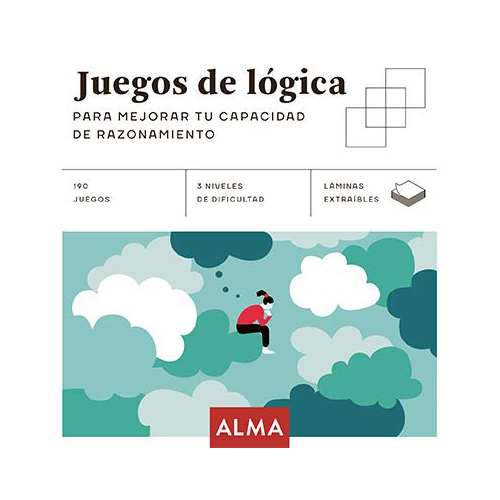 Juegos de lógica
PARA MEJORAR TU CAPACIDAD
DE RAZONAMIENTO
190
JUEGOS
3 NIVELES
DE DIFICULTAD
LÁMINAS
EXTRAÍBLES
ALMA